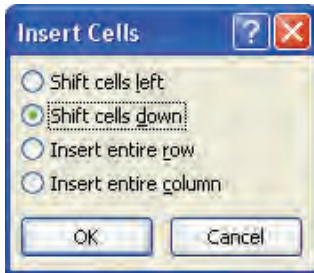 Insert Cells
Shift cells left
Shift cells down
Insert entire row
Insert entire column
OK Cancel